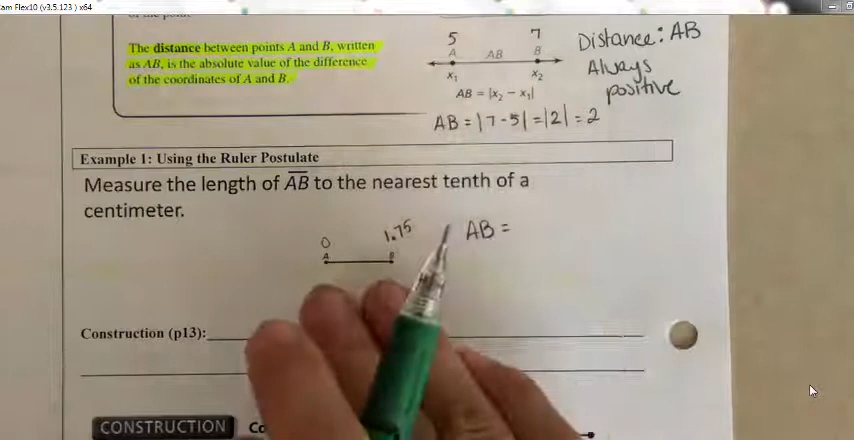 am Flex10 (v3.5.123 ) x64
of the point.
The distance between points A and B, written
as AB, is the absolute value of the difference
of the coordinates of A and B.
5 7
A AB B
x₁ x₂
AB = |x₂ − x₁|
AB = |7-5| = |2| = 2
Distance: AB
Always
positive
Example 1: Using the Ruler Postulate
Measure the length of A̅B̅ to the nearest tenth of a
centimeter.
0 1.75
A B
AB =
Construction (p13):
CONSTRUCTION Co